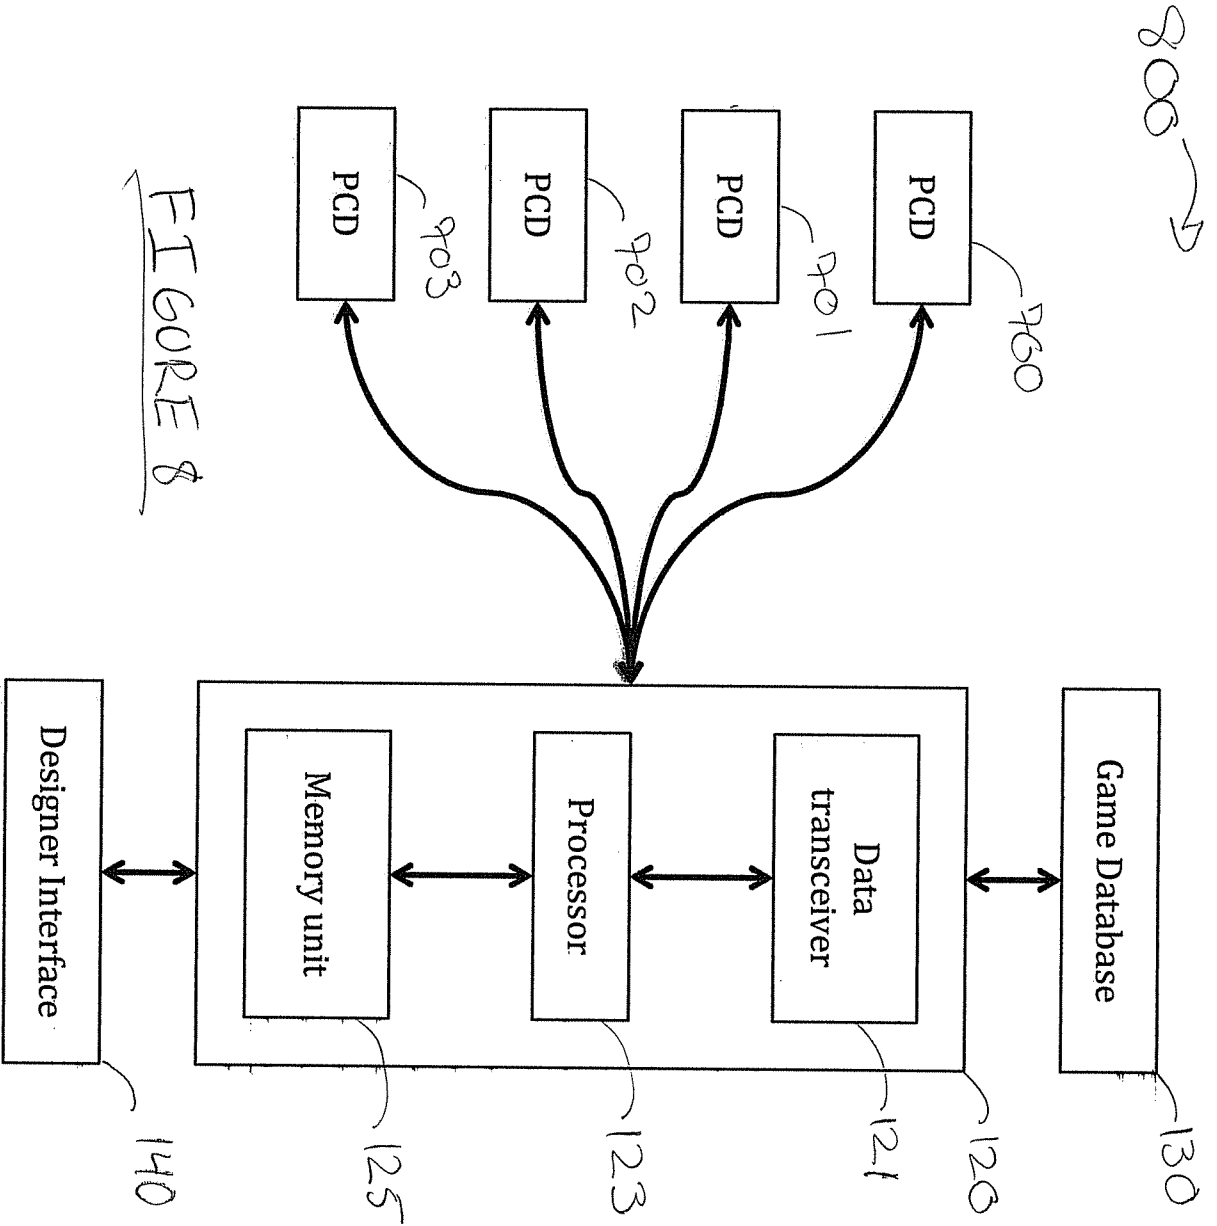 800
PCD
760
PCD
701
PCD
702
PCD
703
Game Database
130
120
Data
transceiver
121
Processor
123
Memory unit
125
Designer Interface
140
FIGURE 8